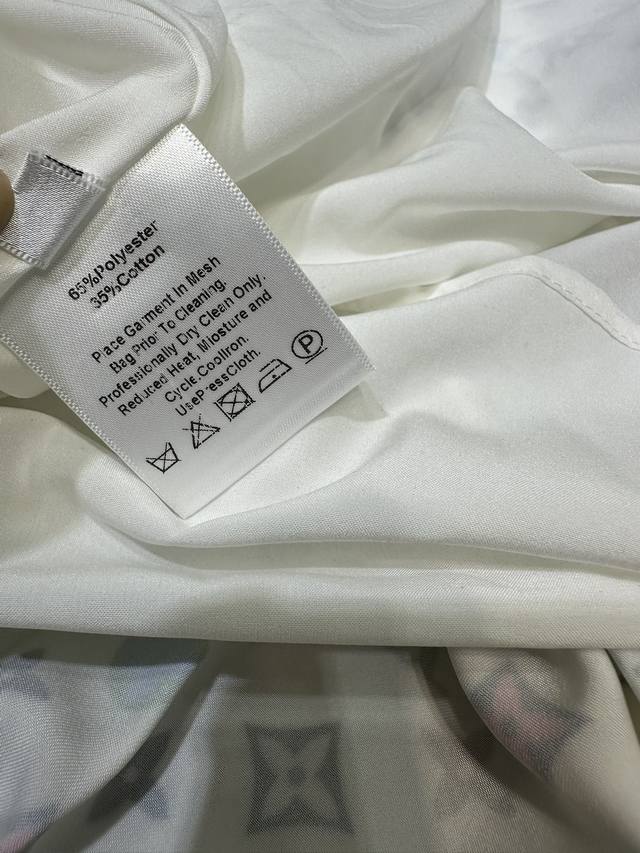 65%Polyester
35%Cotton
Place Garment In Mesh
Bag Prior To Cleaning.
Professionally Dry Clean Only.
Reduced Heat, Miosture and
Cycle.CoolIron.
UsePressCloth.
P